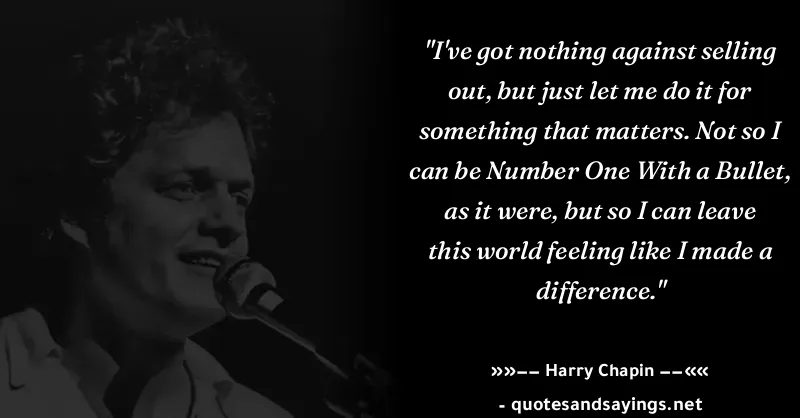 "I've got nothing against selling
out, but just let me do it for
something that matters. Not so I
can be Number One With a Bullet,
as it were, but so I can leave
this world feeling like I made a
difference."
»»−− Harry Chapin −−««
- quotesandsayings.net